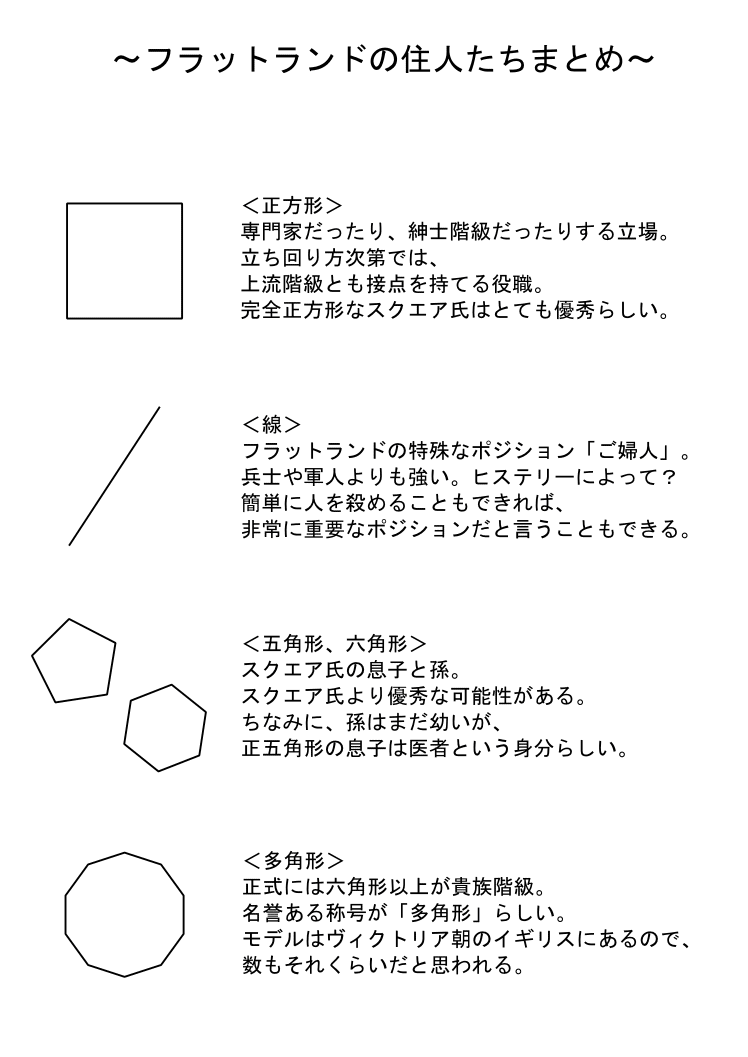 ～フラットランドの住人たちまとめ～
＜正方形＞
専門家だったり、紳士階級だったりする立場。
立ち回り方次第では、
上流階級とも接点を持てる役職。
完全正方形なスクエア氏はとても優秀らしい。
＜線＞
フラットランドの特殊なポジション「ご婦人」。
兵士や軍人よりも強い。ヒステリーによって？
簡単に人を殺めることもできれば、
非常に重要なポジションだと言うこともできる。
＜五角形、六角形＞
スクエア氏の息子と孫。
スクエア氏より優秀な可能性がある。
ちなみに、孫はまだ幼いが、
正五角形の息子は医者という身分らしい。
＜多角形＞
正式には六角形以上が貴族階級。
名誉ある称号が「多角形」らしい。
モデルはヴィクトリア朝のイギリスにあるので、
数もそれくらいだと思われる。